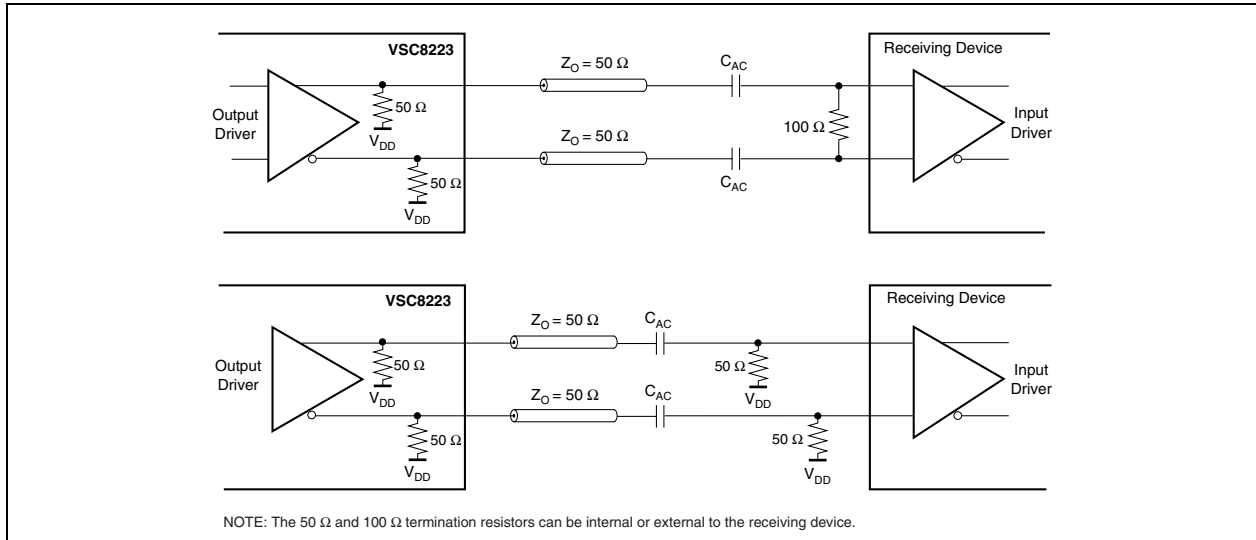 VSC8223
Receiving Device
Z_O = 50 Ω
C_AC
Output
Driver
50 Ω
V_DD
Z_O = 50 Ω
C_AC
50 Ω
V_DD
100 Ω
Input
Driver
VSC8223
Receiving Device
Z_O = 50 Ω
C_AC
Output
Driver
50 Ω
V_DD
Z_O = 50 Ω
C_AC
50 Ω
V_DD
50 Ω
V_DD
50 Ω
V_DD
Input
Driver
NOTE: The 50 Ω and 100 Ω termination resistors can be internal or external to the receiving device.